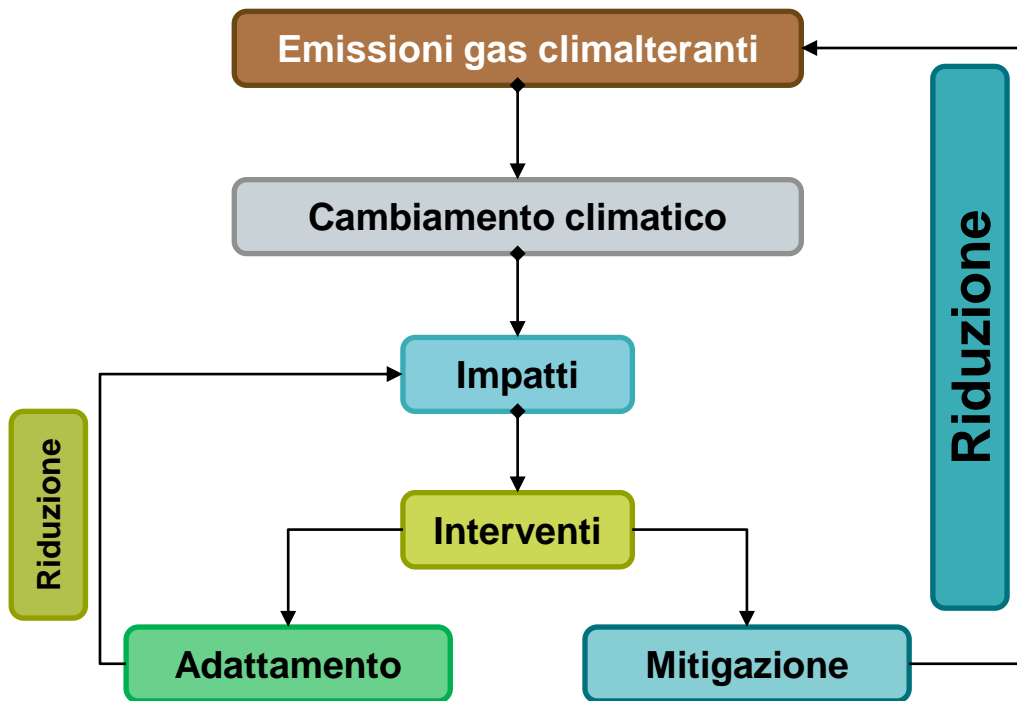 Emissioni gas climalteranti
Cambiamento climatico
Impatti
Interventi
Adattamento
Mitigazione
Riduzione
Riduzione